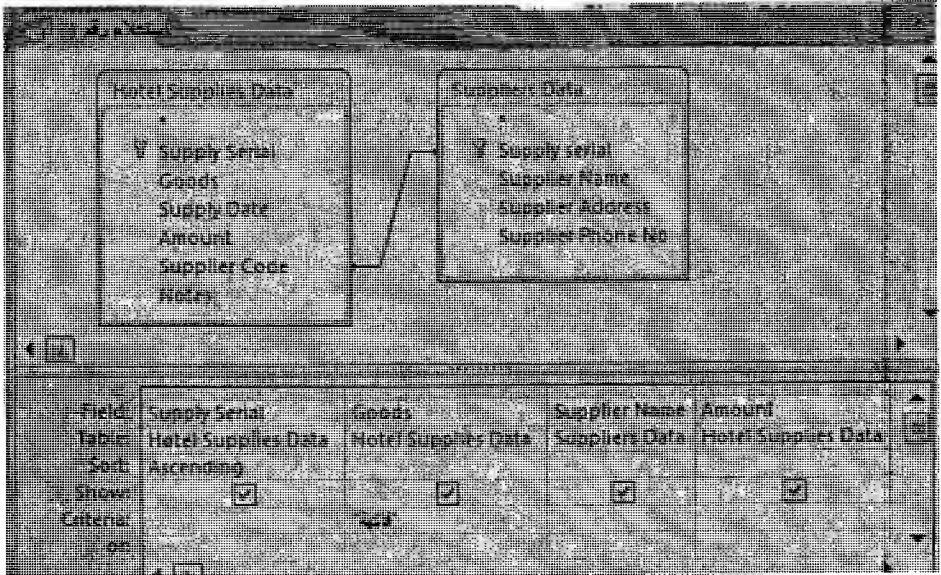 Hotel Supplies Data
*
Supply Serial
Goods
Supply Date
Amount
Supplier Code
Notes
Suppliers Data
*
Supply serial
Supplier Name
Supplier Address
Supplier Phone No
Field: Supply Serial Goods Supplier Name Amount
Table: Hotel Supplies Data Hotel Supplies Data Suppliers Data Hotel Supplies Data
Sort: Ascending
Show:
Criteria:
or: